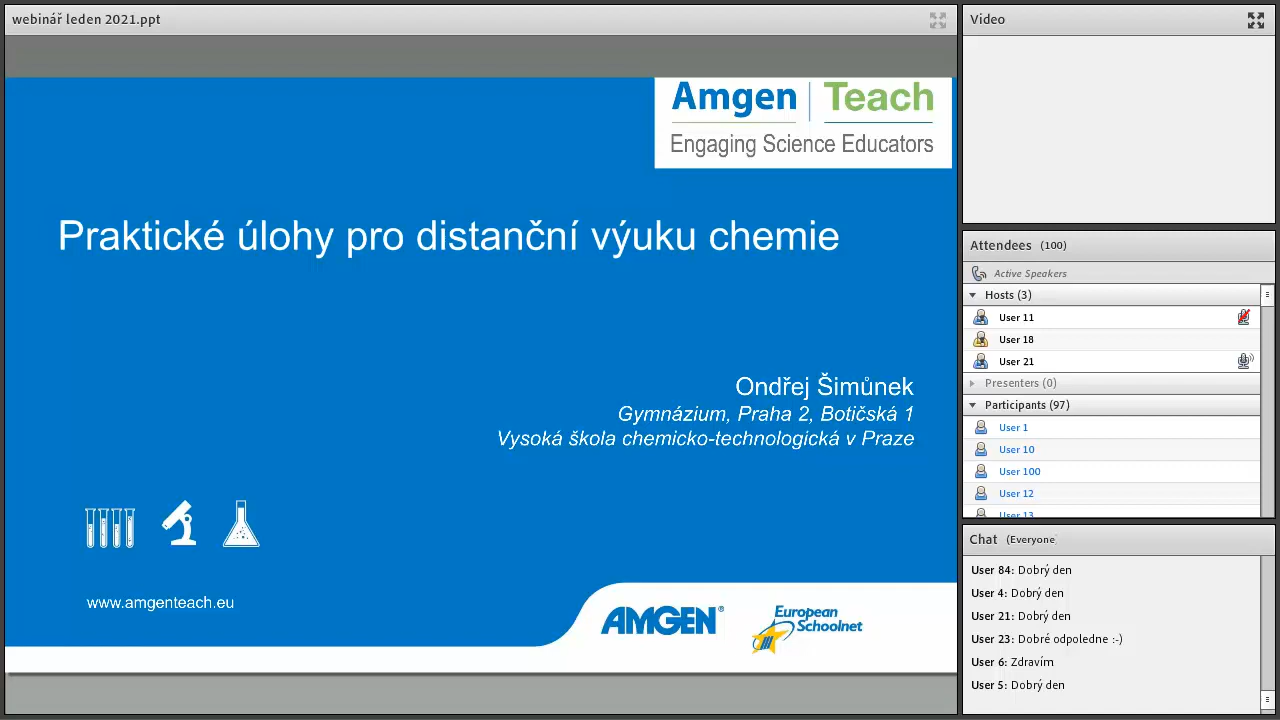 webinář leden 2021.ppt
Amgen Teach
Engaging Science Educators
Praktické úlohy pro distanční výuku chemie
Ondřej Šimůnek
Gymnázium, Praha 2, Botičská 1
Vysoká škola chemicko-technologická v Praze
www.amgenteach.eu
AMGEN®
European
Schoolnet
Video
Attendees (100)
Active Speakers
Hosts (3)
User 11
User 18
User 21
Presenters (0)
Participants (97)
User 1
User 10
User 100
User 12
User 13
Chat (Everyone
User 84: Dobrý den
User 4: Dobrý den
User 21: Dobrý den
User 23: Dobré odpoledne :-)
User 6: Zdravím
User 5: Dobrý den